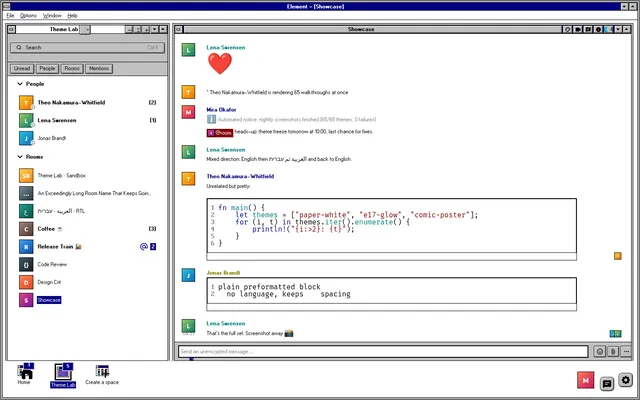 Element - [Showcase]
File Options Window Help
Theme Lab
Search Ctrl K
Unread People Rooms Mentions
People
Theo Nakamura-Whitfield (2)
Lena Sørensen (1)
Jonas Brandt
Rooms
Theme Lab - Sandbox
An Exceedingly Long Room Name That Keeps Goin...
العربية - עברית - RTL
Coffee (3)
Release Train @ 2
Code Review
Design Crit
Showcase
Showcase
Lena Sørensen
* Theo Nakamura-Whitfield is rendering 65 walkthroughs at once
Mira Okafor
Automated notice: nightly screenshots finished (65/65 themes, 0 failures)
@room heads-up: theme freeze tomorrow at 10:00, last chance for fixes.
Lena Sørensen
Mixed direction: English then العربية ثم עברית and back to English.
Theo Nakamura-Whitfield
Unrelated but pretty:
1 fn main() {
2 let themes = ["paper-white", "e17-glow", "comic-poster"];
3 for (i, t) in themes.iter().enumerate() {
4 println!("{i:>2}: {t}");
5 }
6 }
Jonas Brandt
1 plain preformatted block
2 no language, keeps spacing
Lena Sørensen
That's the full set. Screenshot away
Send an unencrypted message...
Home
Theme Lab
Create a space